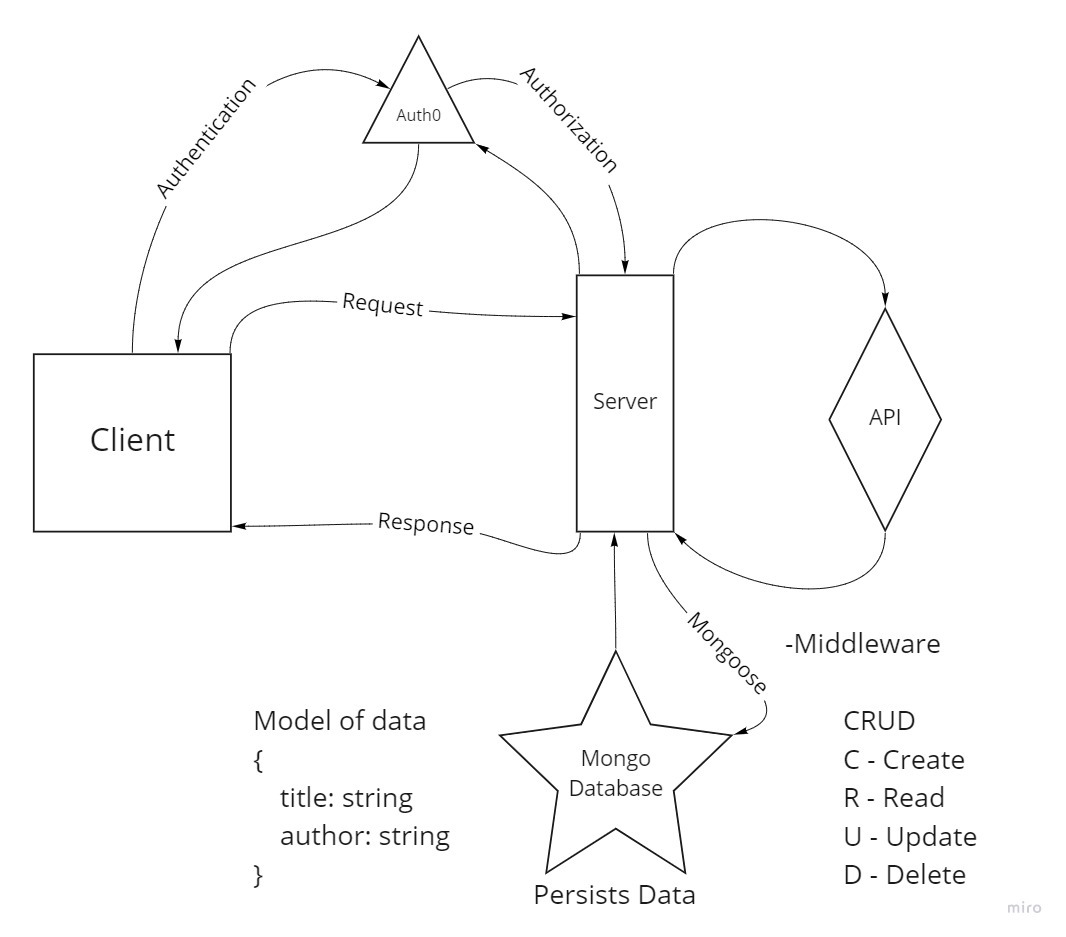 Auth0
Authentication
Authorization
Request
Client
Server
API
Response
Mongoose
-Middleware
Model of data
{
title: string
author: string
}
Mongo
Database
Persists Data
CRUD
C - Create
R - Read
U - Update
D - Delete
miro